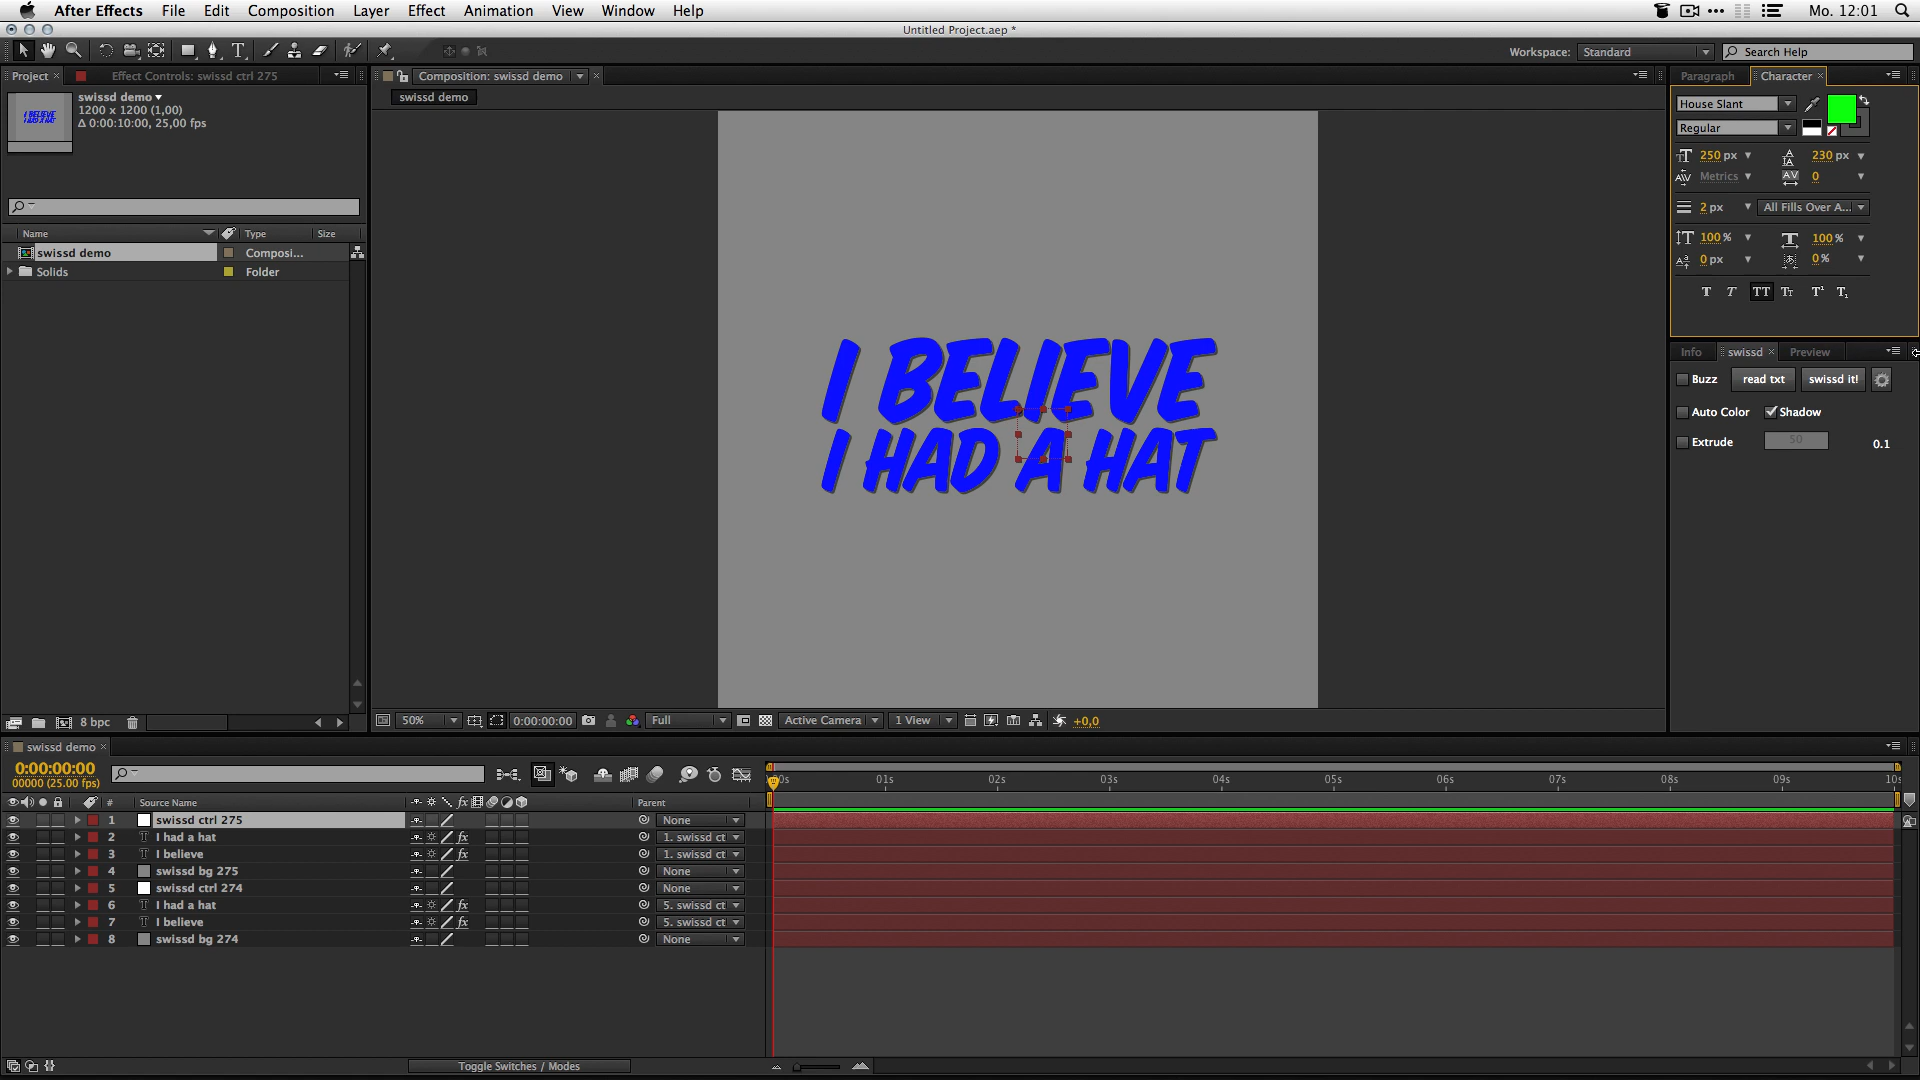 After Effects File Edit Composition Layer Effect Animation View Window Help Mo. 12:01
Untitled Project.aep *
Workspace: Standard Search Help
Project Effect Controls: swissd ctrl 275 Composition: swissd demo Paragraph Character
swissd demo
1200 x 1200 (1,00)
Δ 0:00:10:00, 25,00 fps
swissd demo
House Slant
Regular
250 px 230 px
Metrics 0
2 px All Fills Over A...
100 % 100 %
0 px 0 %
T T TT Tt T¹ T₁
Name Type Size
swissd demo Composi...
Solids Folder
I BELIEVE
I HAD A HAT
Info swissd Preview
Buzz read txt swissd it!
Auto Color Shadow
Extrude 50 0.1
8 bpc 50% 0:00:00:00 Full Active Camera 1 View +0,0
swissd demo
0:00:00:00
00000 (25.00 fps)
01s 02s 03s 04s 05s 06s 07s 08s 09s 10s
# Source Name Parent
1 swissd ctrl 275 None
2 I had a hat 1. swissd ct
3 I believe 1. swissd ct
4 swissd bg 275 None
5 swissd ctrl 274 None
6 I had a hat 5. swissd ct
7 I believe 5. swissd ct
8 swissd bg 274 None
Toggle Switches / Modes